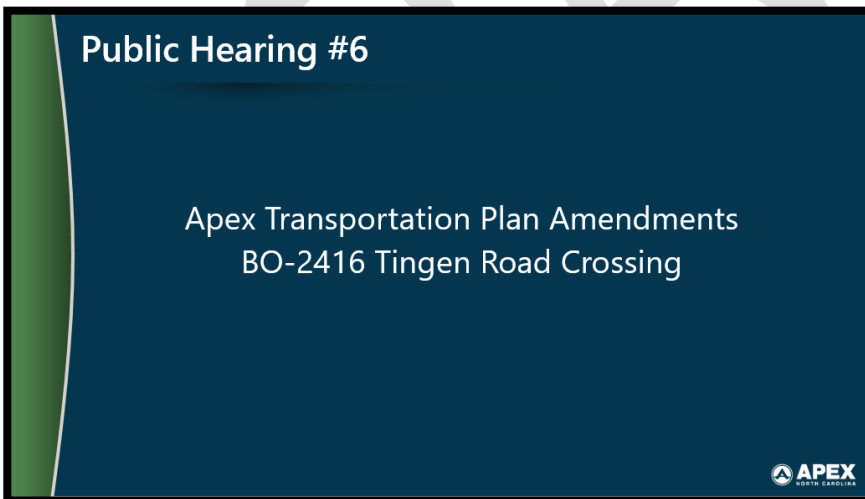 Public Hearing #6
Apex Transportation Plan Amendments
BO-2416 Tingen Road Crossing
APEX
NORTH CAROLINA